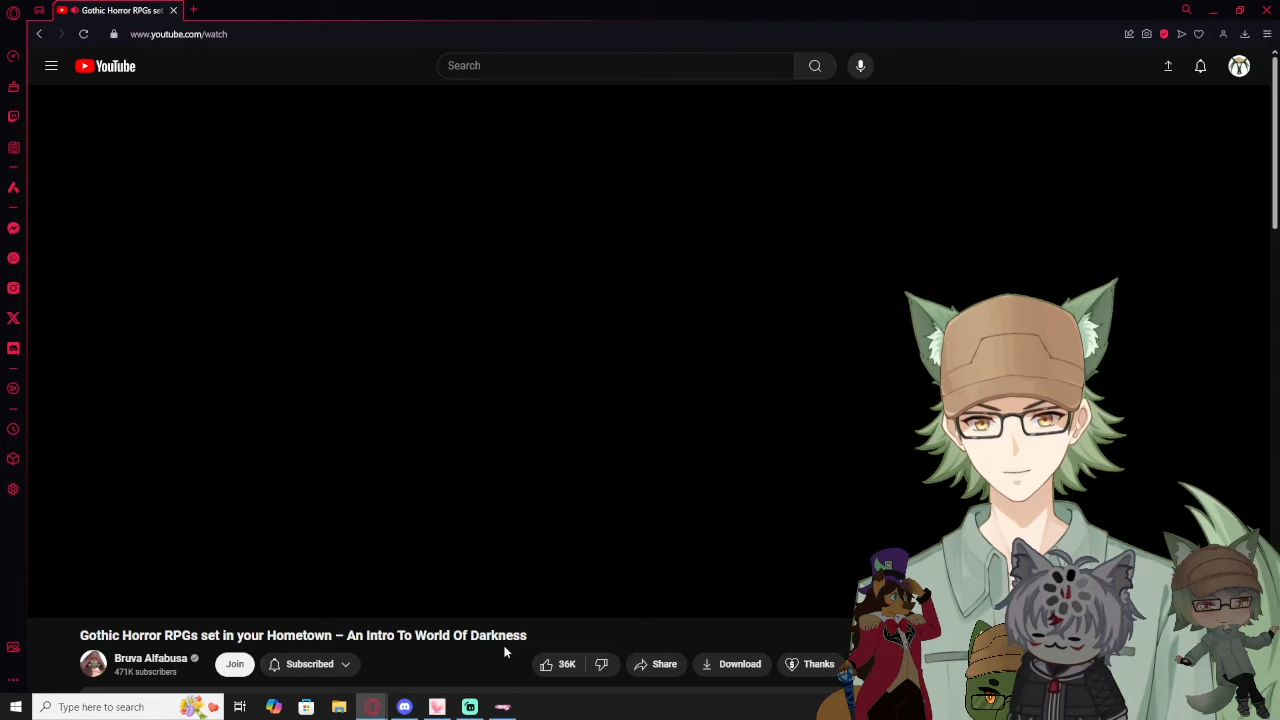 Gothic Horror RPGs set
www.youtube.com/watch
YouTube
Search
Gothic Horror RPGs set in your Hometown – An Intro To World Of Darkness
Bruva Alfabusa
471K subscribers
Join
Subscribed
36K
Share
Download
Thanks
Type here to search